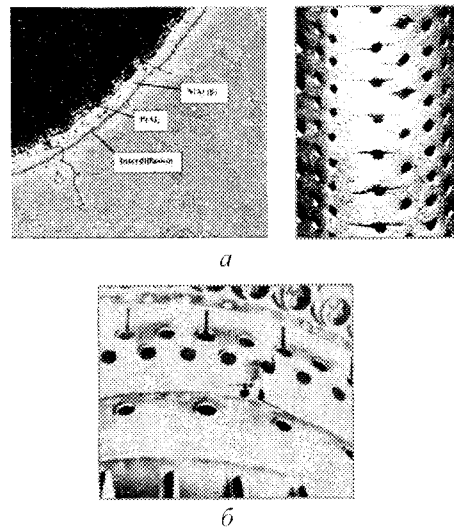 NiAl (β)
PtAl₂
Interdiffusion
а
б